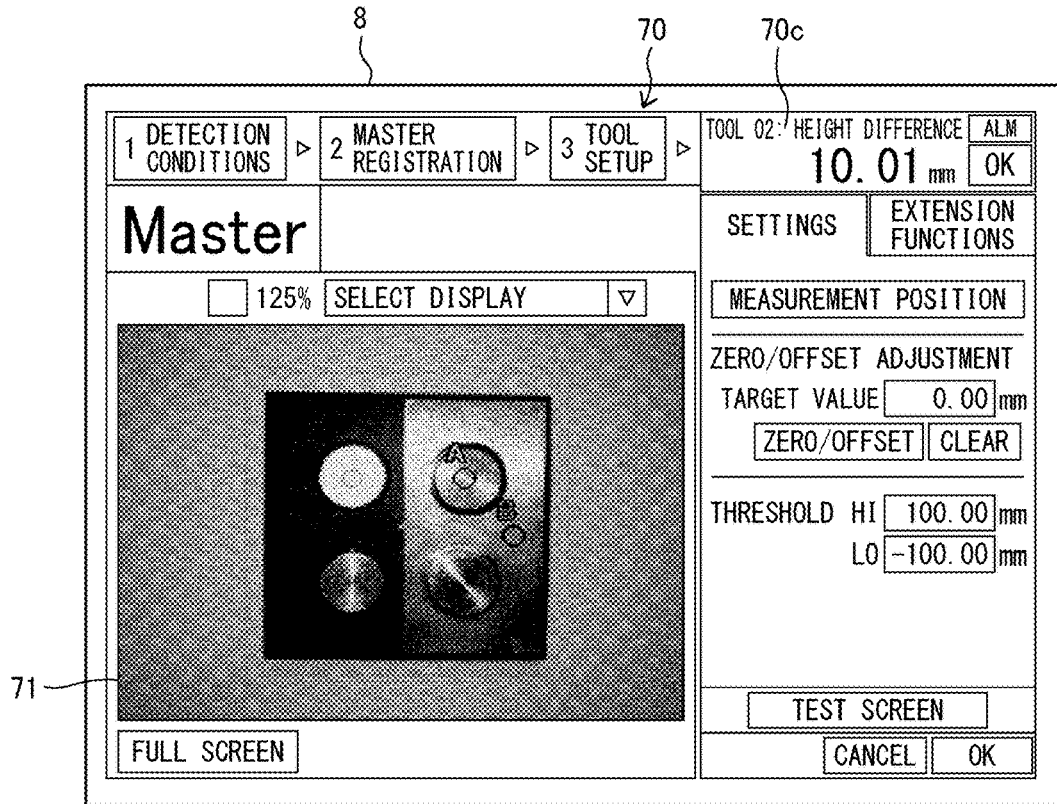 8
70
70c
1 DETECTION CONDITIONS ▷ 2 MASTER REGISTRATION ▷ 3 TOOL SETUP ▷
TOOL 02: HEIGHT DIFFERENCE ALM
10.01 mm OK
Master
SETTINGS
EXTENSION FUNCTIONS
125% SELECT DISPLAY ▽
MEASUREMENT POSITION
ZERO/OFFSET ADJUSTMENT
TARGET VALUE 0.00 mm
ZERO/OFFSET CLEAR
A
B
THRESHOLD HI 100.00 mm
LO -100.00 mm
71
TEST SCREEN
FULL SCREEN
CANCEL OK